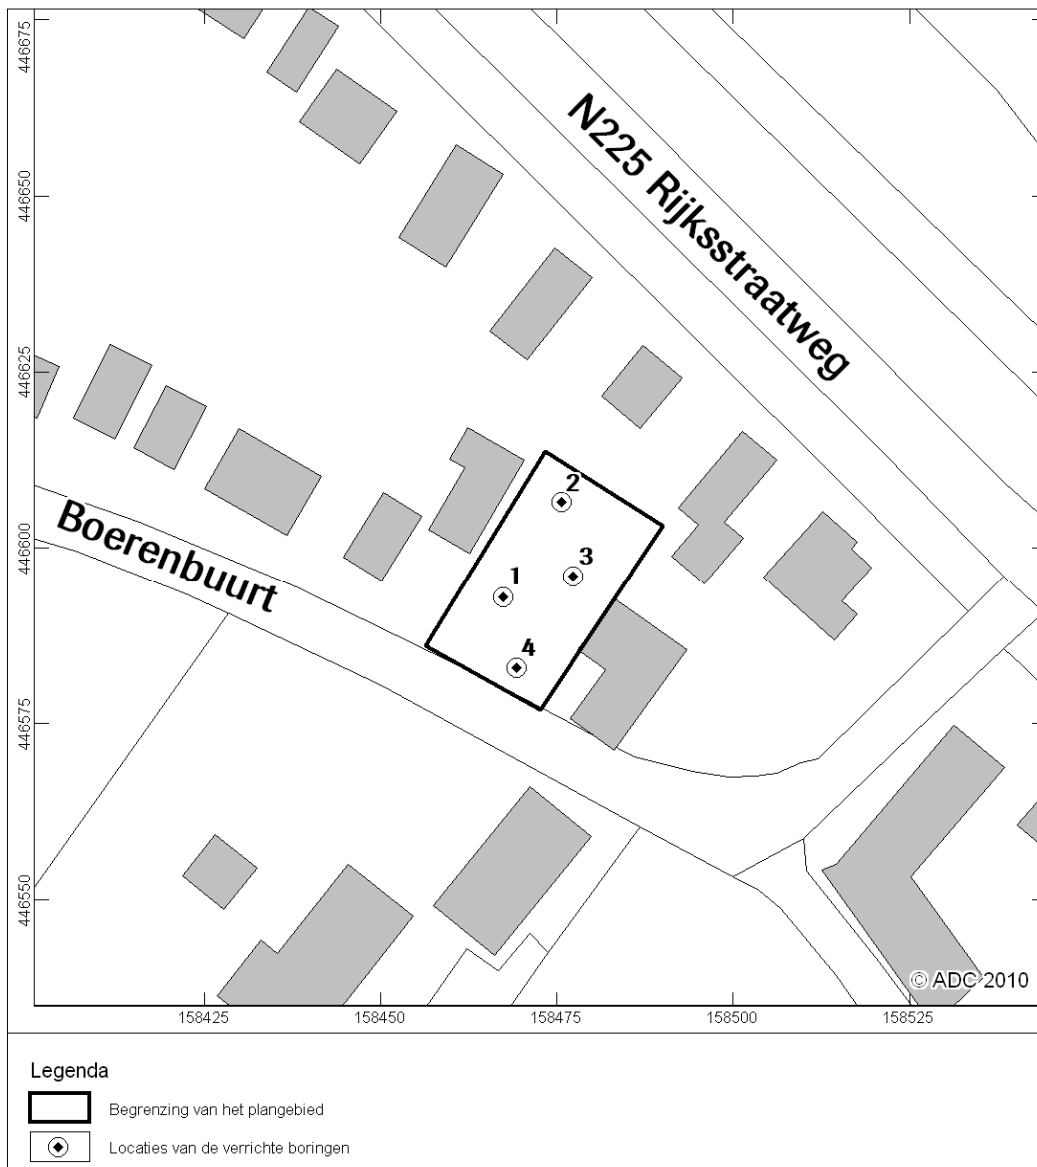 446675
446650
446625
446600
446575
446550
N225 Rijksstraatweg
Boerenbuurt
2
3
1
4
© ADC 2010
158425
158450
158475
158500
158525
Legenda
Begrenzing van het plangebied
Locaties van de verrichte boringen